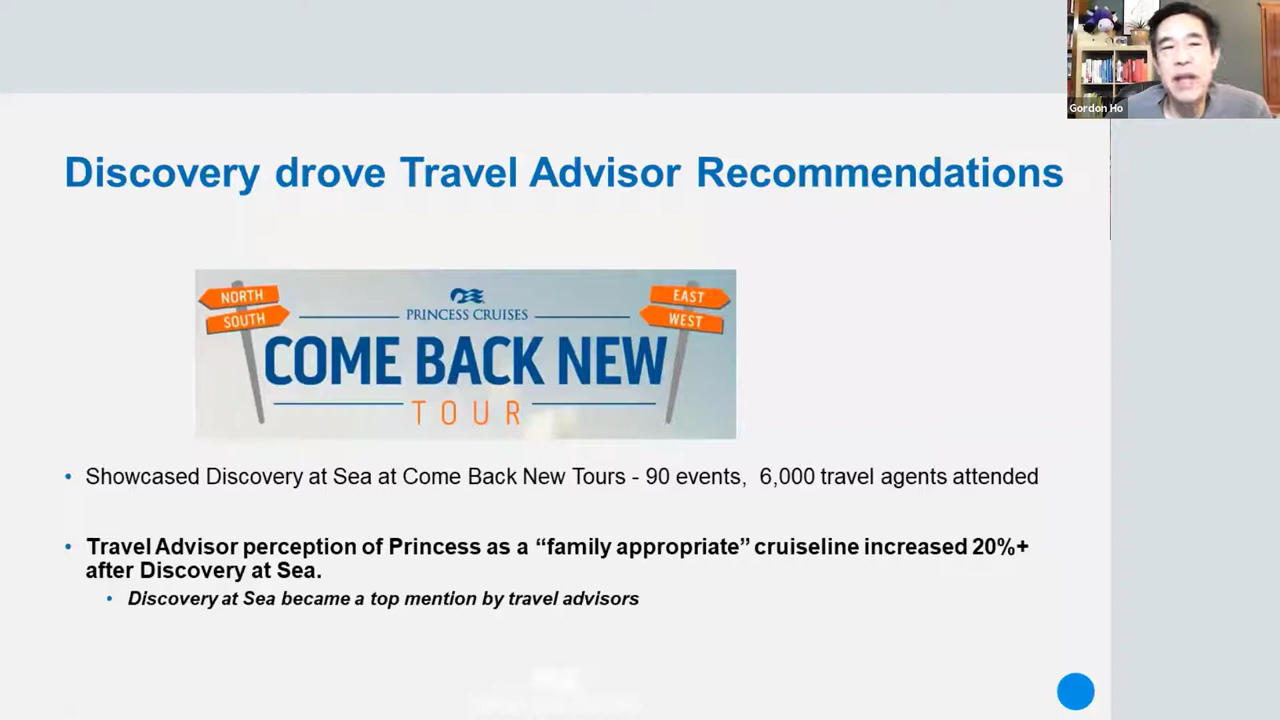 Gordon Ho
Discovery drove Travel Advisor Recommendations
NORTH
SOUTH
EAST
WEST
PRINCESS CRUISES
COME BACK NEW
TOUR
• Showcased Discovery at Sea at Come Back New Tours - 90 events, 6,000 travel agents attended
• Travel Advisor perception of Princess as a “family appropriate” cruiseline increased 20%+
after Discovery at Sea.
• Discovery at Sea became a top mention by travel advisors